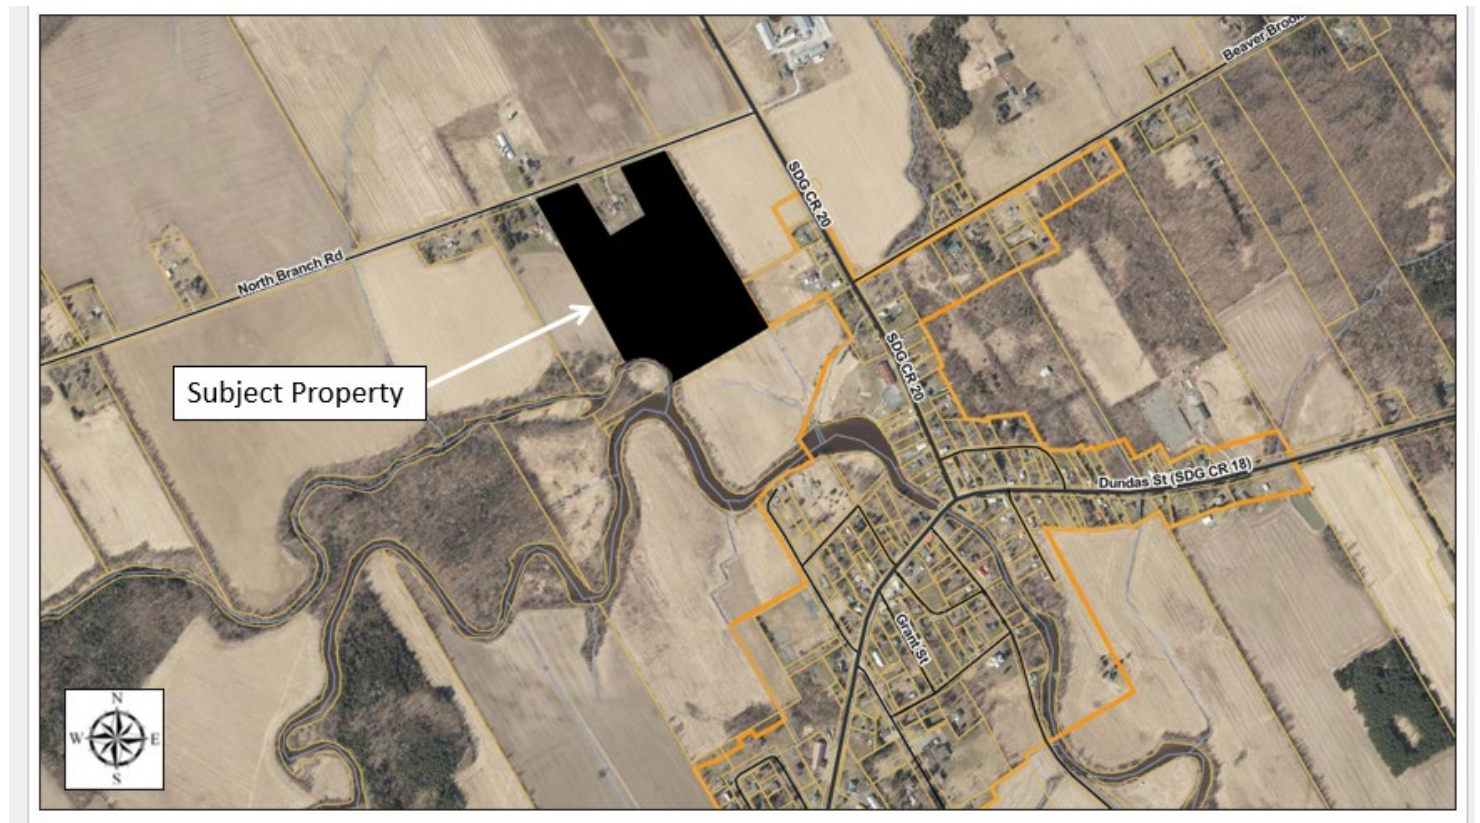 Beaver Brook
SDG CR 20
North Branch Rd
SDG CR 20
Subject Property
Dundas St (SDG CR 18)
Grant St
N
W E
S